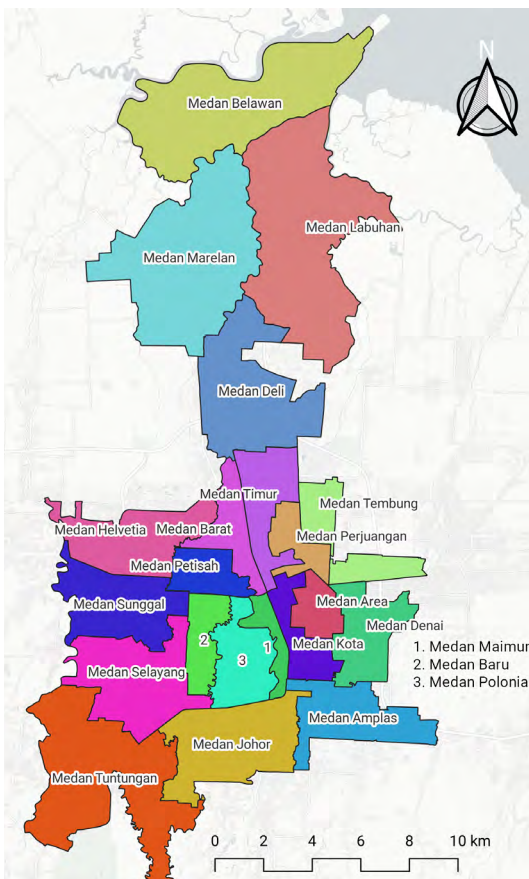 N
Medan Belawan
Medan Labuhan
Medan Marelan
Medan Deli
Medan Timur
Medan Tembung
Medan Helvetia
Medan Barat
Medan Perjuangan
Medan Petisah
Medan Sunggal
Medan Area
Medan Denai
2
1
Medan Kota
3
1. Medan Maimun
2. Medan Baru
3. Medan Polonia
Medan Selayang
Medan Amplas
Medan Johor
Medan Tuntungan
0 2 4 6 8 10 km